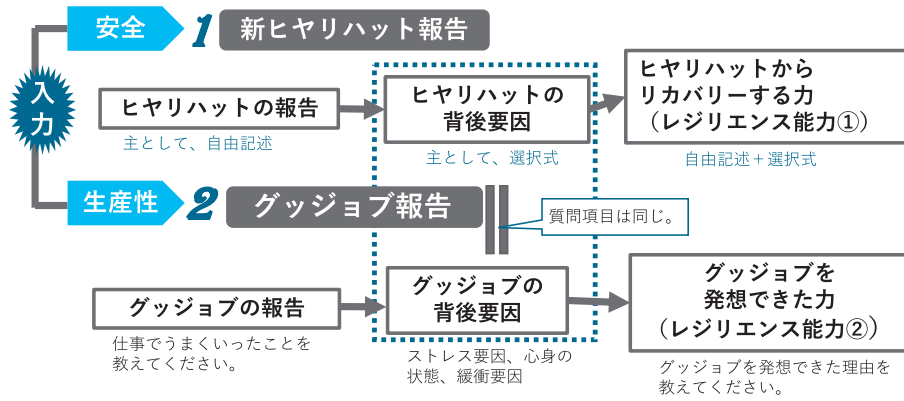 入力
安全
1 新ヒヤリハット報告
ヒヤリハットの報告
主として、自由記述
ヒヤリハットの
背後要因
主として、選択式
ヒヤリハットから
リカバリーする力
（レジリエンス能力①）
自由記述＋選択式
生産性
2 グッジョブ報告
質問項目は同じ。
グッジョブの報告
仕事でうまくいったことを
教えてください。
グッジョブの
背後要因
ストレス要因、心身の
状態、緩衝要因
グッジョブを
発想できた力
（レジリエンス能力②）
グッジョブを発想できた理由を
教えてください。